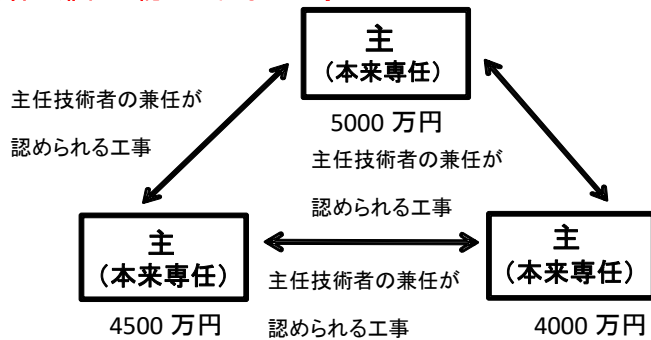 主
(本来専任)
5000 万円
主任技術者の兼任が
認められる工事
主任技術者の兼任が
認められる工事
主
(本来専任)
4500 万円
主任技術者の兼任が
認められる工事
主
(本来専任)
4000 万円